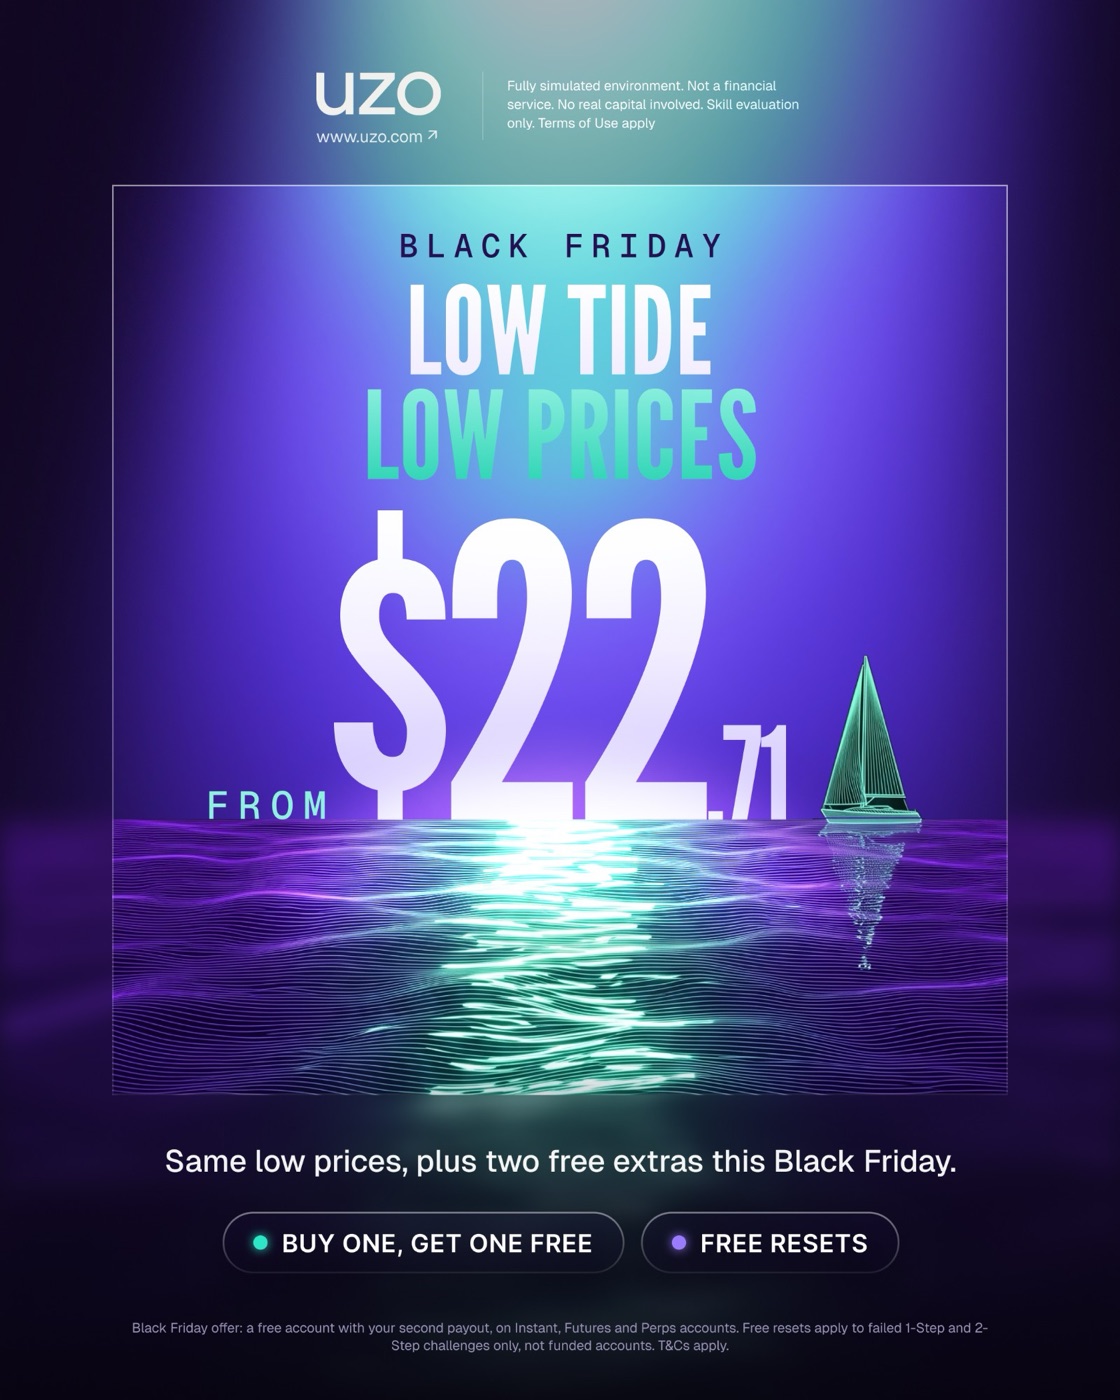 uzo
www.uzo.com ↗
Fully simulated environment. Not a financial
service. No real capital involved. Skill evaluation
only. Terms of Use apply
BLACK FRIDAY
LOW TIDE
LOW PRICES
FROM $22.71
Same low prices, plus two free extras this Black Friday.
BUY ONE, GET ONE FREE
FREE RESETS
Black Friday offer: a free account with your second payout, on Instant, Futures and Perps accounts. Free resets apply to failed 1-Step and 2-
Step challenges only, not funded accounts. T&Cs apply.